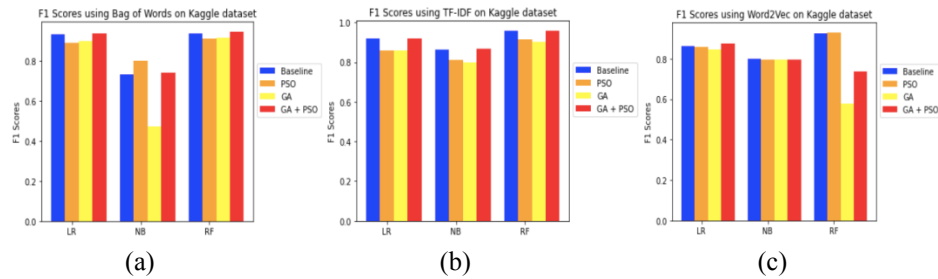 F1 Scores using Bag of Words on Kaggle dataset
F1 Scores
0.8
0.6
0.4
0.2
0.0
LR NB RF
Baseline
PSO
GA
GA + PSO
(a)
F1 Scores using TF-IDF on Kaggle dataset
F1 Scores
1.0
0.8
0.6
0.4
0.2
0.0
LR NB RF
Baseline
PSO
GA
GA + PSO
(b)
F1 Scores using Word2Vec on Kaggle dataset
F1 Scores
0.8
0.6
0.4
0.2
0.0
LR NB RF
Baseline
PSO
GA
GA + PSO
(c)